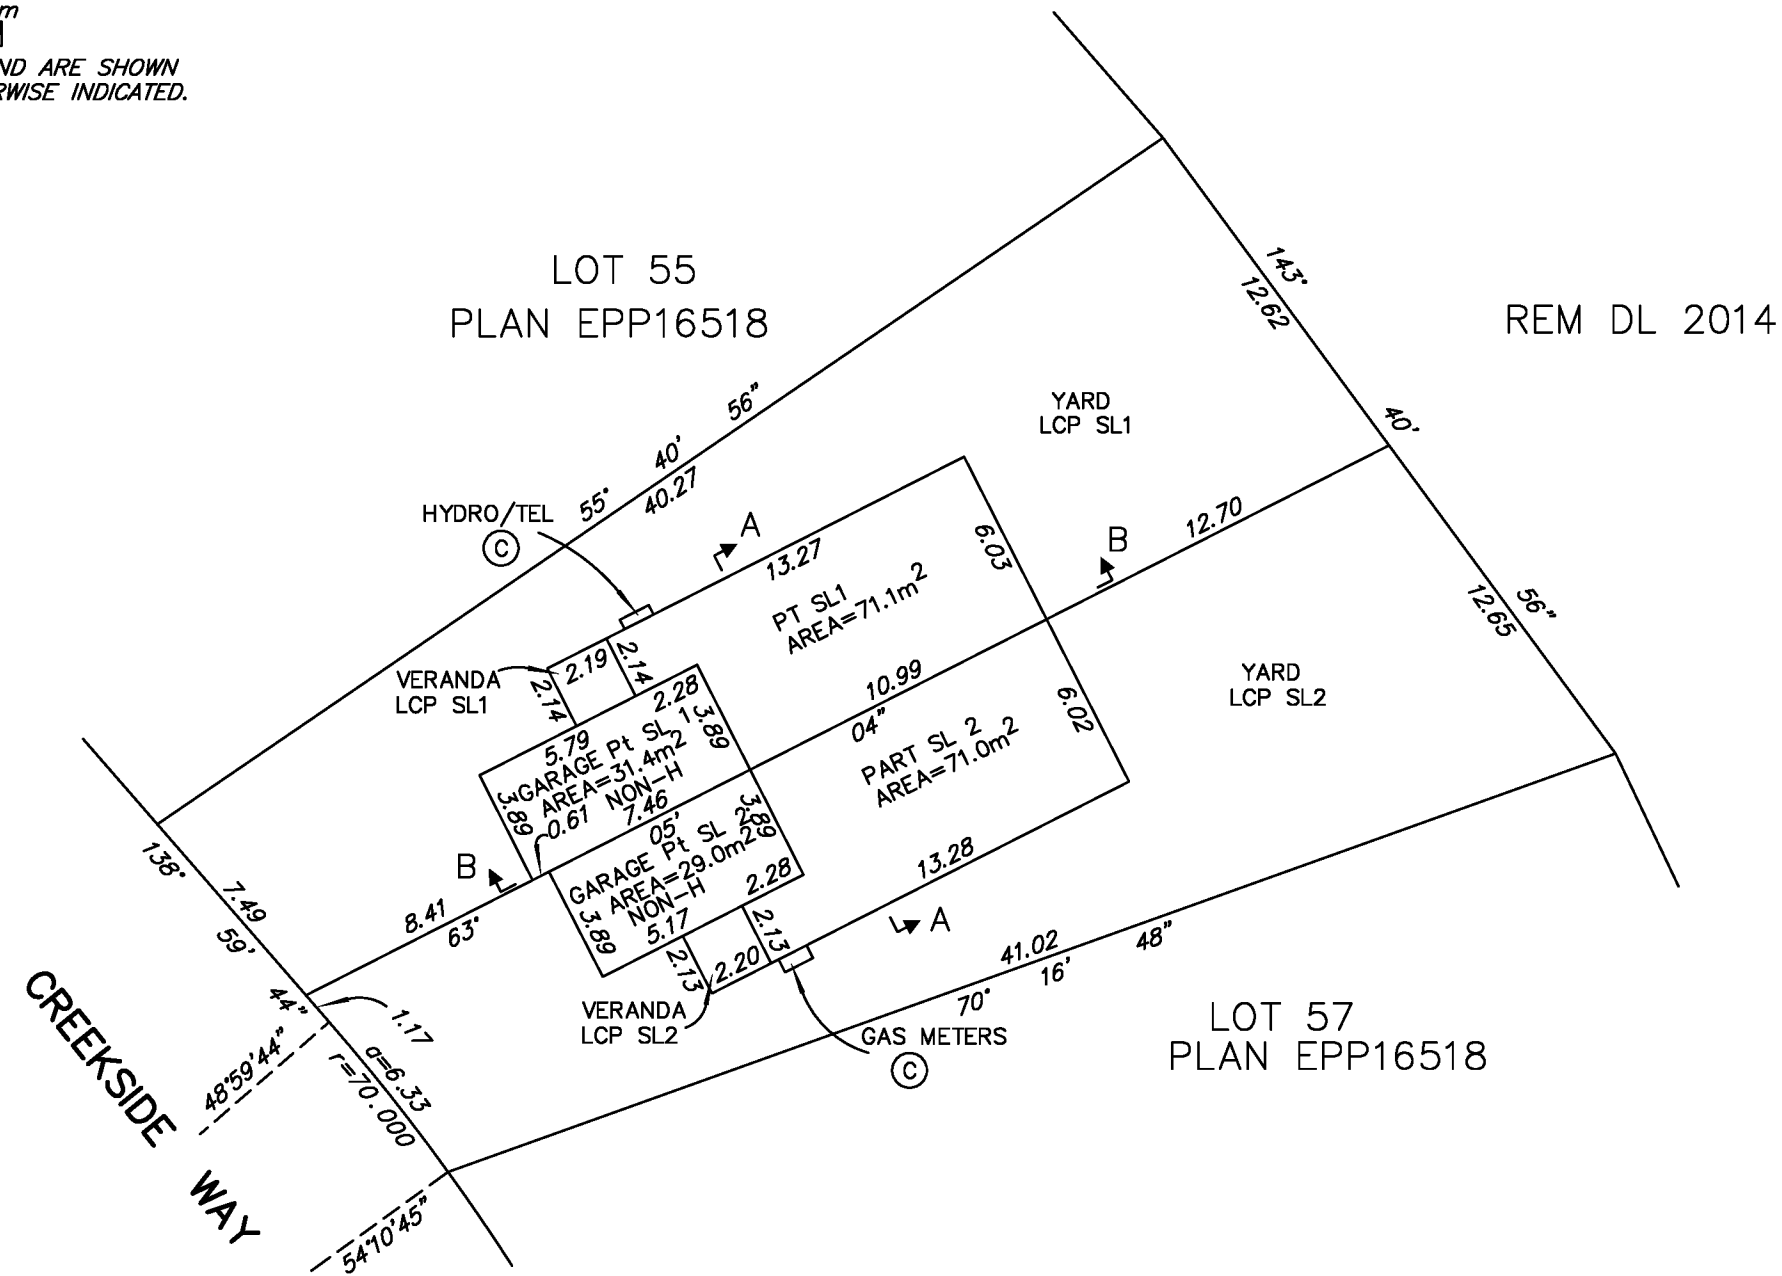 m
ND ARE SHOWN
RWISE INDICATED.
LOT 55
PLAN EPP16518
REM DL 2014
143° 40' 56"
12.62
12.65
55° 40' 56"
40.27
YARD
LCP SL1
HYDRO/TEL
C
A
13.27
6.03
B
12.70
PT SL1
AREA=71.1m²
VERANDA
LCP SL1
2.19
2.14
2.14
2.28
3.89
5.79
GARAGE Pt SL 1
AREA=31.4m²
NON-H
3.89
0.61
7.46
10.99
63° 05' 04"
6.02
PART SL 2
AREA=71.0m²
YARD
LCP SL2
GARAGE Pt SL 2
AREA=29.0m²
NON-H
3.89
3.89
5.17
2.28
B
8.41
13.28
A
2.13
2.13
2.20
VERANDA
LCP SL2
GAS METERS
C
70° 16' 48"
41.02
LOT 57
PLAN EPP16518
138° 59' 44"
7.49
1.17
48°59'44"
a=6.33
r=70.000
54°10'45"
CREEKSIDE WAY